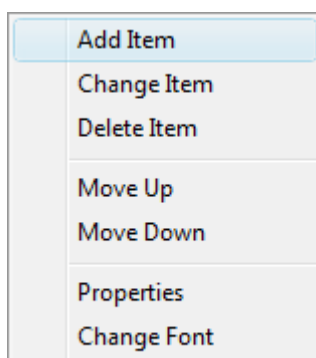 Add Item
Change Item
Delete Item
Move Up
Move Down
Properties
Change Font